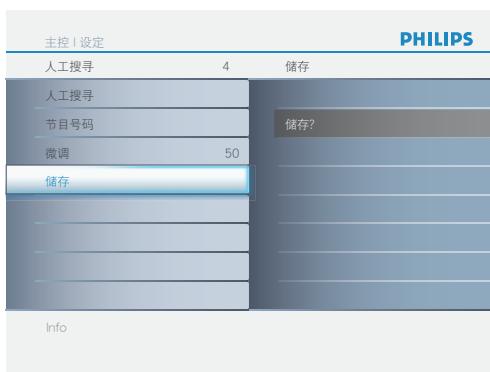 主控 | 设定
PHILIPS
人工搜寻 4 储存
人工搜寻
节目号码 储存?
微调 50
储存
Info